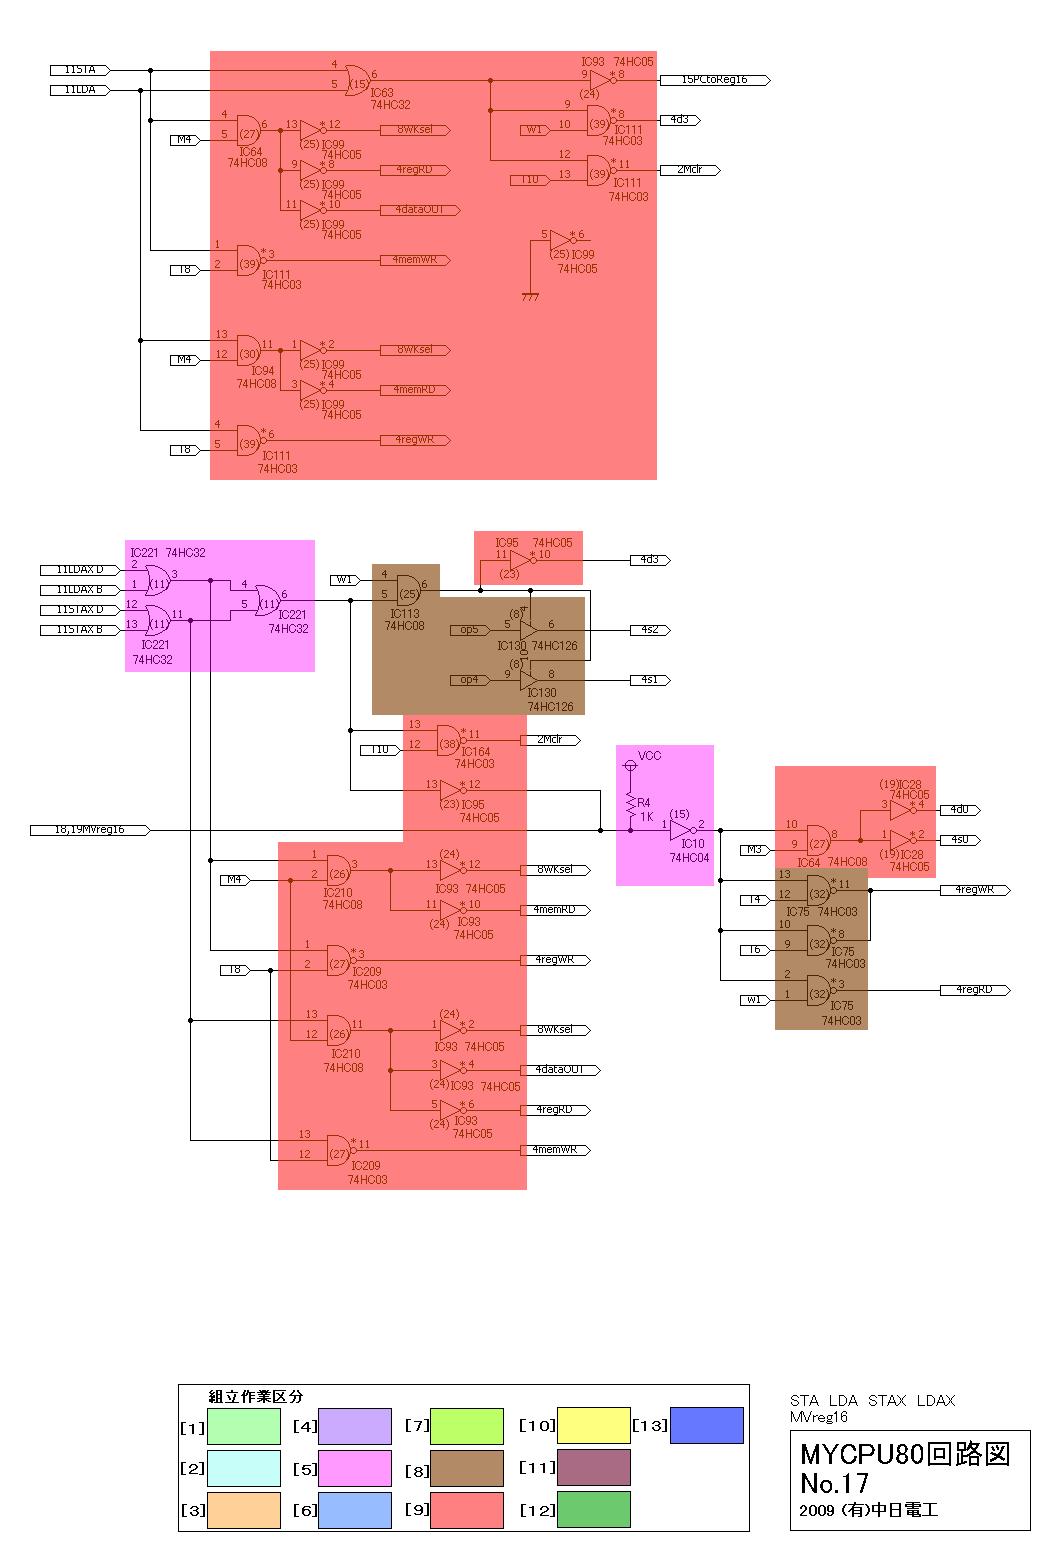 11STA
11LDA
4
5
6
(15)
IC63
74HC32
IC93 74HC05
9
*8
(24)
15PCtoReg16
4
M4
5
6
(27)
IC64
74HC08
13
*12
(25)
IC99
74HC05
8WKsel
9
*8
(25)
IC99
74HC05
4regRD
11
*10
(25)
IC99
74HC05
4dataOUT
9
W1
10
*8
(39)
IC111
74HC03
4d3
12
T10
13
*11
(39)
IC111
74HC03
2Mclr
5
*6
(25)
IC99
74HC05
1
T8
2
*3
(39)
IC111
74HC03
4memWR
13
M4
12
11
(30)
IC94
74HC08
1
*2
(25)
IC99
74HC05
8WKsel
3
*4
(25)
IC99
74HC05
4memRD
4
T8
5
*6
(39)
IC111
74HC03
4regWR
IC221 74HC32
11LDAX D
2
3
11LDAX B
1
(11)
11STAX D
12
11
11STAX B
13
(11)
IC221
74HC32
4
5
6
(11)
IC221
74HC32
W1
4
5
6
(25)
IC113
74HC08
IC95 74HC05
11
*10
(23)
4d3
(8)
4
op5
5
6
IC130 74HC126
4s2
(8)
10
op4
9
8
IC130
74HC126
4s1
13
T10
12
*11
(38)
IC164
74HC03
2Mclr
13
*12
(23)
IC95
74HC05
18,19MVreg16
VCC
R4
1K
(15)
1
2
IC10
74HC04
10
M3
9
8
(27)
IC64 74HC08
(19)IC28
74HC05
3
*4
4d0
1
*2
(19)IC28
74HC05
4s0
13
T4
12
*11
(32)
IC75 74HC03
4regWR
10
T6
9
*8
(32)
IC75
74HC03
2
w1
1
*3
(32)
IC75
74HC03
4regRD
1
M4
2
3
(26)
IC210
74HC08
(24)
13
*12
IC93 74HC05
8WKsel
11
*10
(24)
IC93
74HC05
4memRD
1
T8
2
*3
(27)
IC209
74HC03
4regWR
13
12
11
(26)
IC210
74HC08
(24)
1
*2
IC93 74HC05
8WKsel
3
*4
(24)IC93 74HC05
4dataOUT
5
*6
(24)
IC93
74HC05
4regRD
13
12
*11
(27)
IC209
74HC03
4memWR
組立作業区分
[1] [4] [7] [10] [13]
[2] [5] [8] [11]
[3] [6] [9] [12]
STA LDA STAX LDAX
MVreg16
MYCPU80回路図
No.17
2009 (有)中日電工